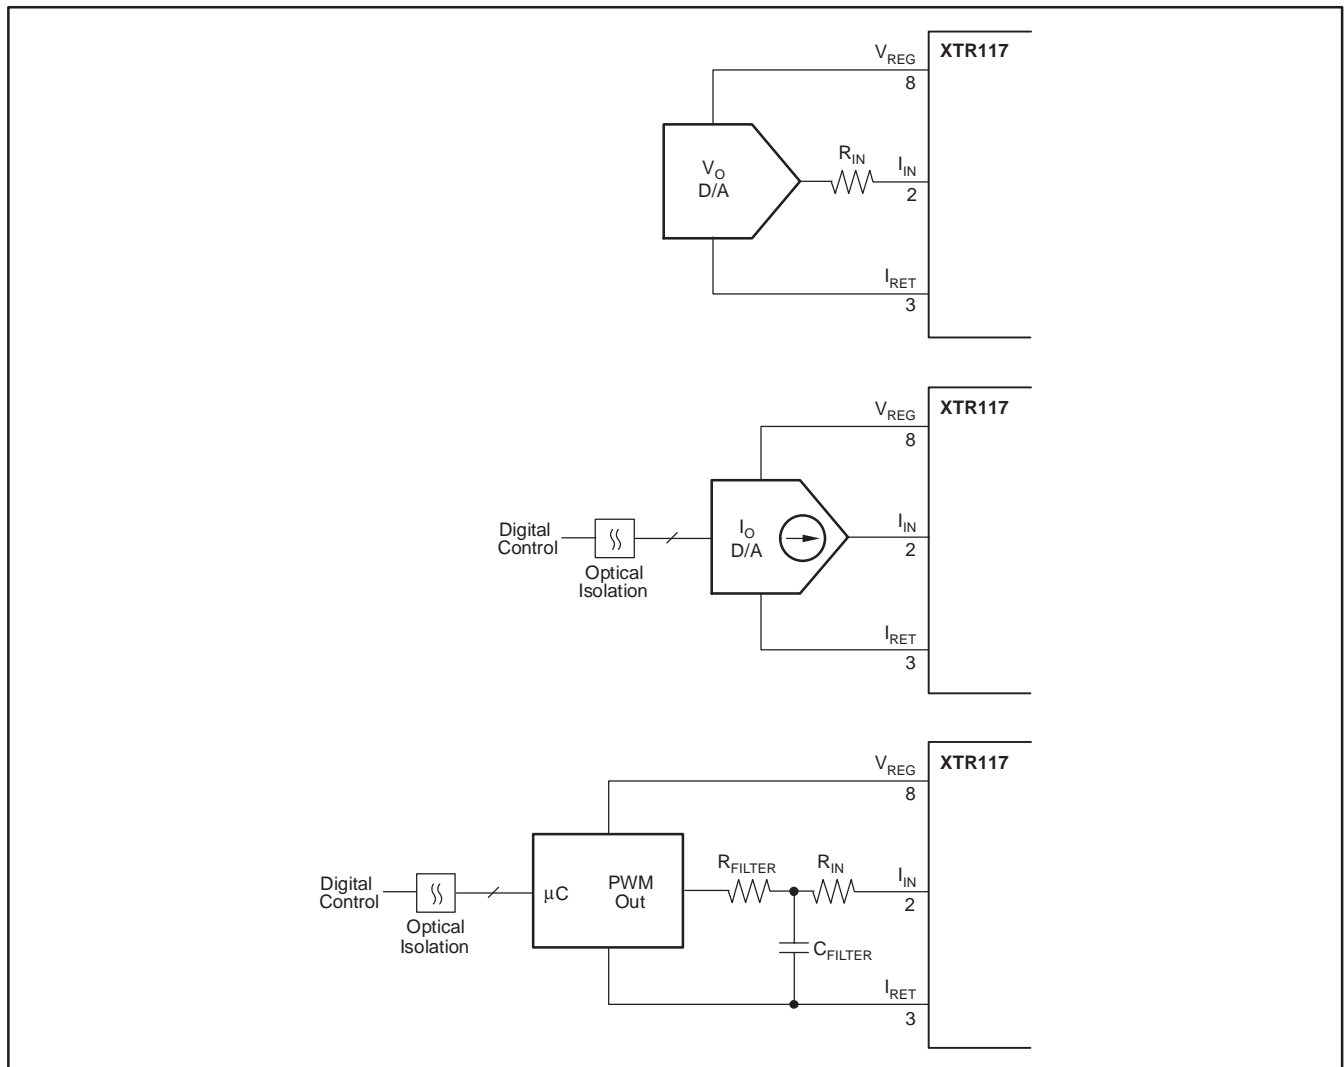 XTR117
V_REG
8
V_O
D/A
R_IN
I_IN
2
I_RET
3
XTR117
V_REG
8
Digital
Control
Optical
Isolation
I_O
D/A
I_IN
2
I_RET
3
XTR117
V_REG
8
Digital
Control
Optical
Isolation
μC
PWM
Out
R_FILTER
R_IN
C_FILTER
I_IN
2
I_RET
3